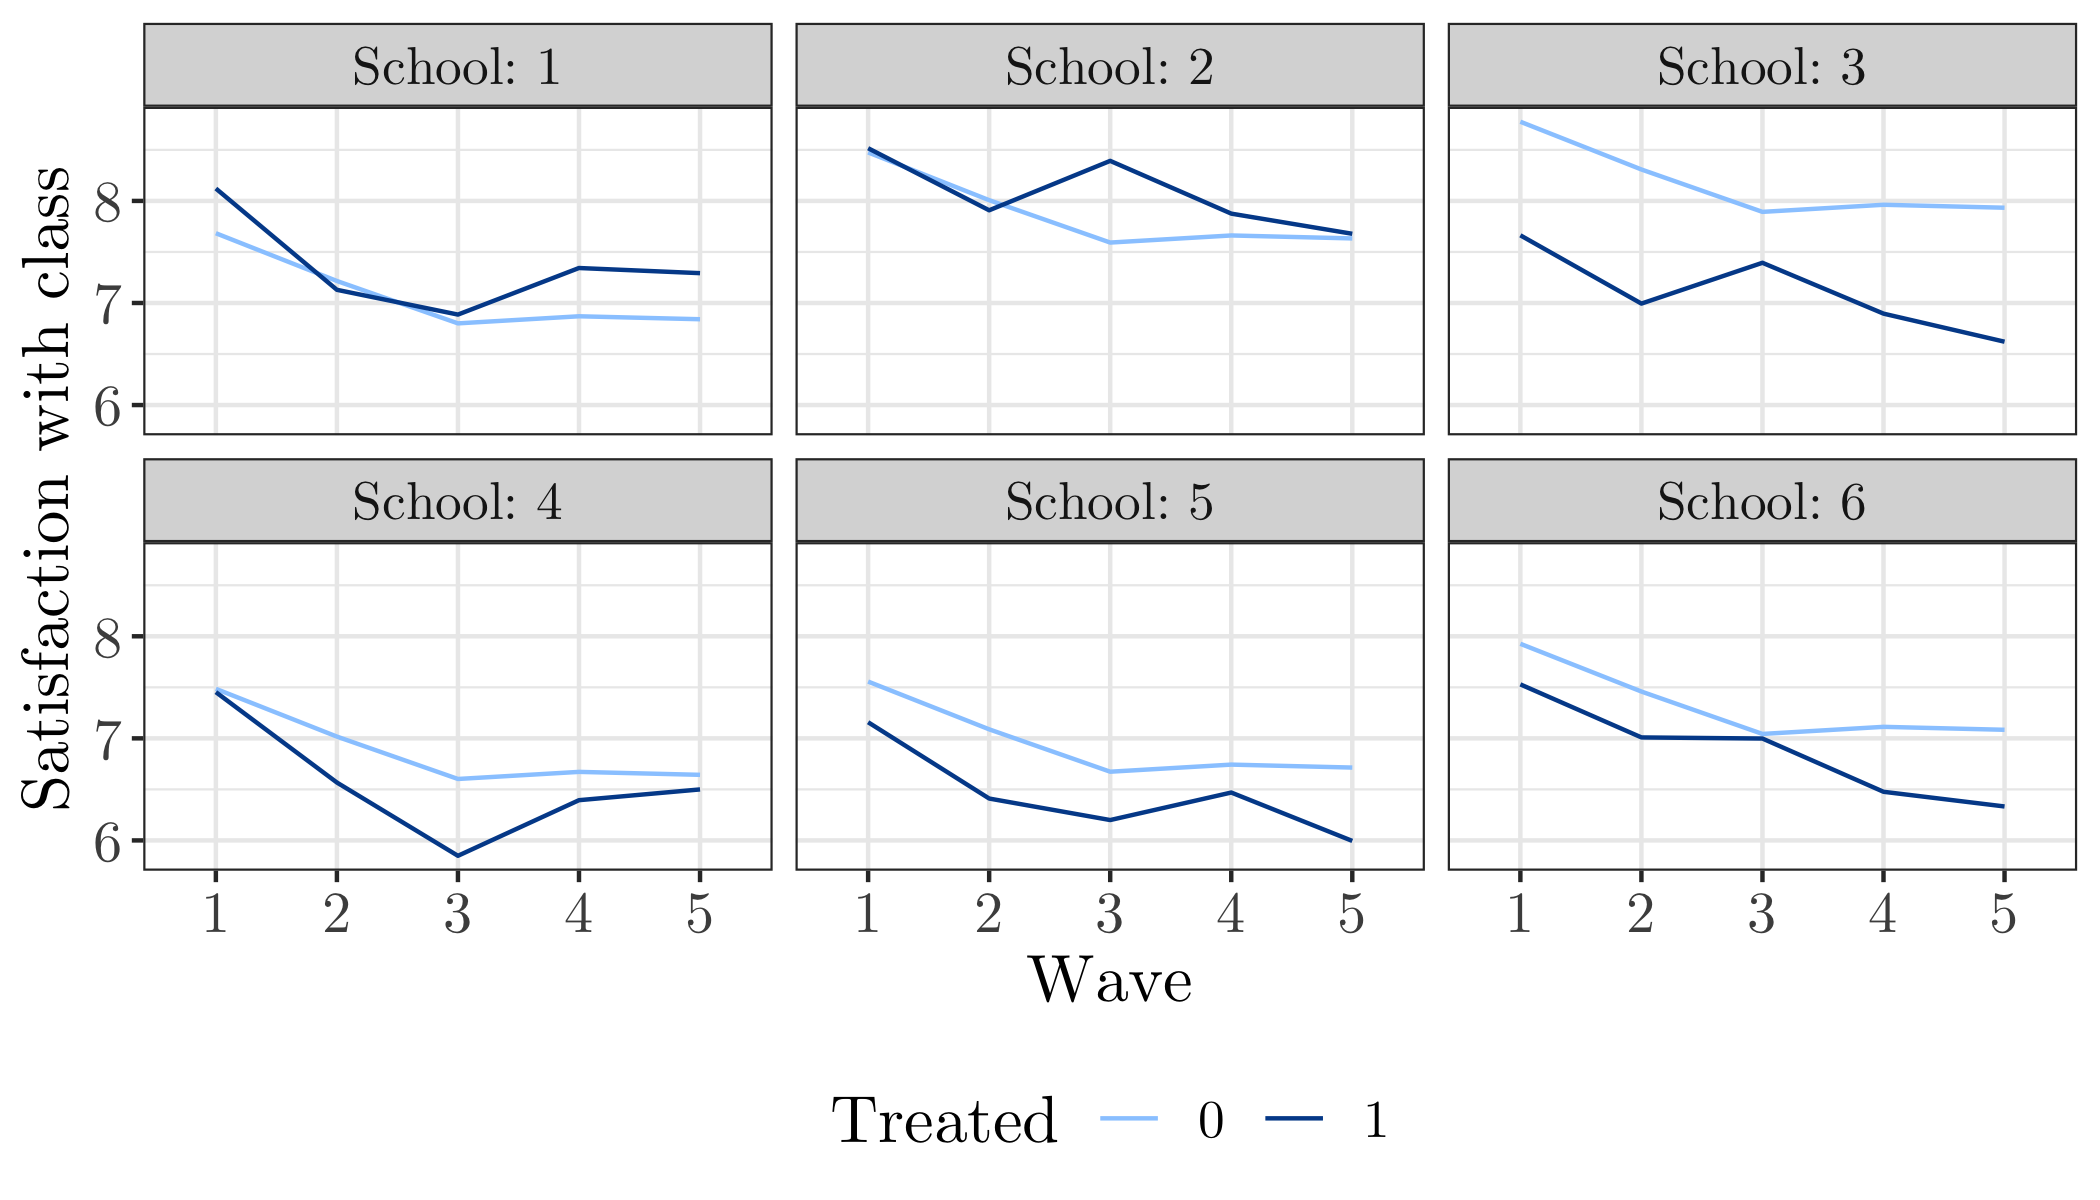 School: 1
School: 2
School: 3
8
7
6
School: 4
School: 5
School: 6
8
7
6
Satisfaction with class
1 2 3 4 5
1 2 3 4 5
1 2 3 4 5
Wave
Treated 0 1